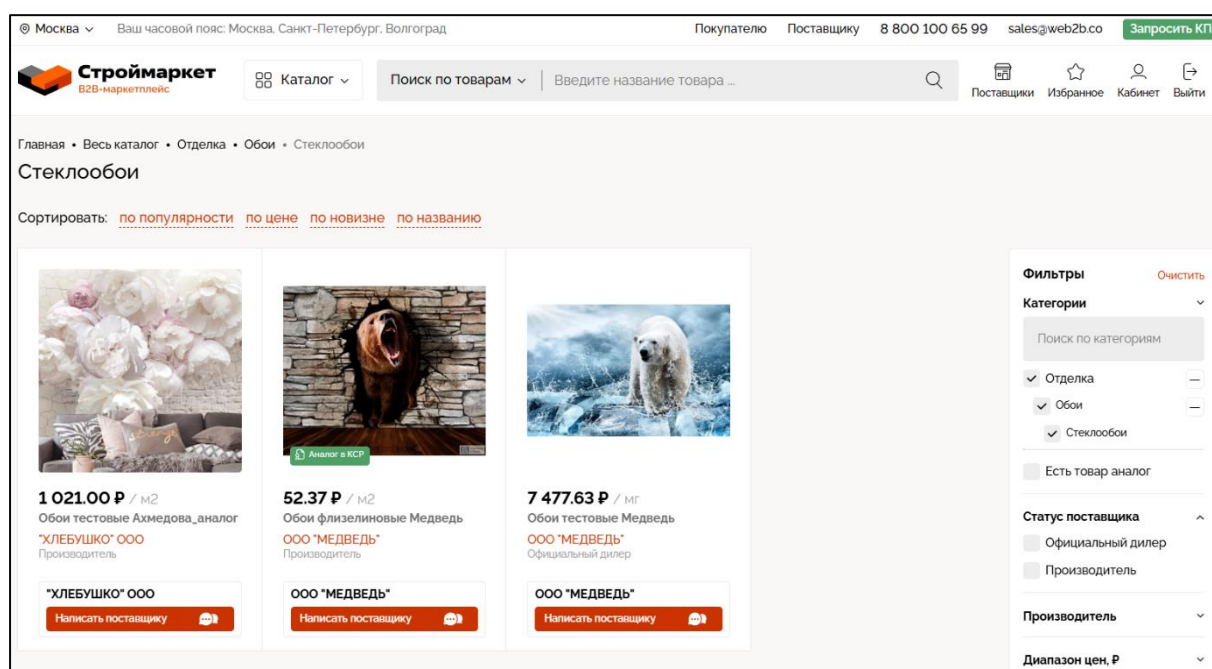 Москва Ваш часовой пояс: Москва, Санкт-Петербург, Волгоград Покупателю Поставщику 8 800 100 65 99 sales@web2b.co Запросить КП
Строймаркет
B2B-маркетплейс
Каталог Поиск по товарам Введите название товара ...
Поставщики Избранное Кабинет Выйти
Главная • Весь каталог • Отделка • Обои • Стеклообои
Стеклообои
Сортировать: по популярности по цене по новизне по названию
Аналог в КСР
1 021.00 ₽ / м2
Обои тестовые Ахмедова_аналог
"ХЛЕБУШКО" ООО
Производитель
"ХЛЕБУШКО" ООО
Написать поставщику
52.37 ₽ / м2
Обои флизелиновые Медведь
ООО "МЕДВЕДЬ"
Производитель
ООО "МЕДВЕДЬ"
Написать поставщику
7 477.63 ₽ / мг
Обои тестовые Медведь
ООО "МЕДВЕДЬ"
Официальный дилер
ООО "МЕДВЕДЬ"
Написать поставщику
Фильтры Очистить
Категории
Поиск по категориям
Отделка
Обои
Стеклообои
Есть товар аналог
Статус поставщика
Официальный дилер
Производитель
Производитель
Диапазон цен, ₽